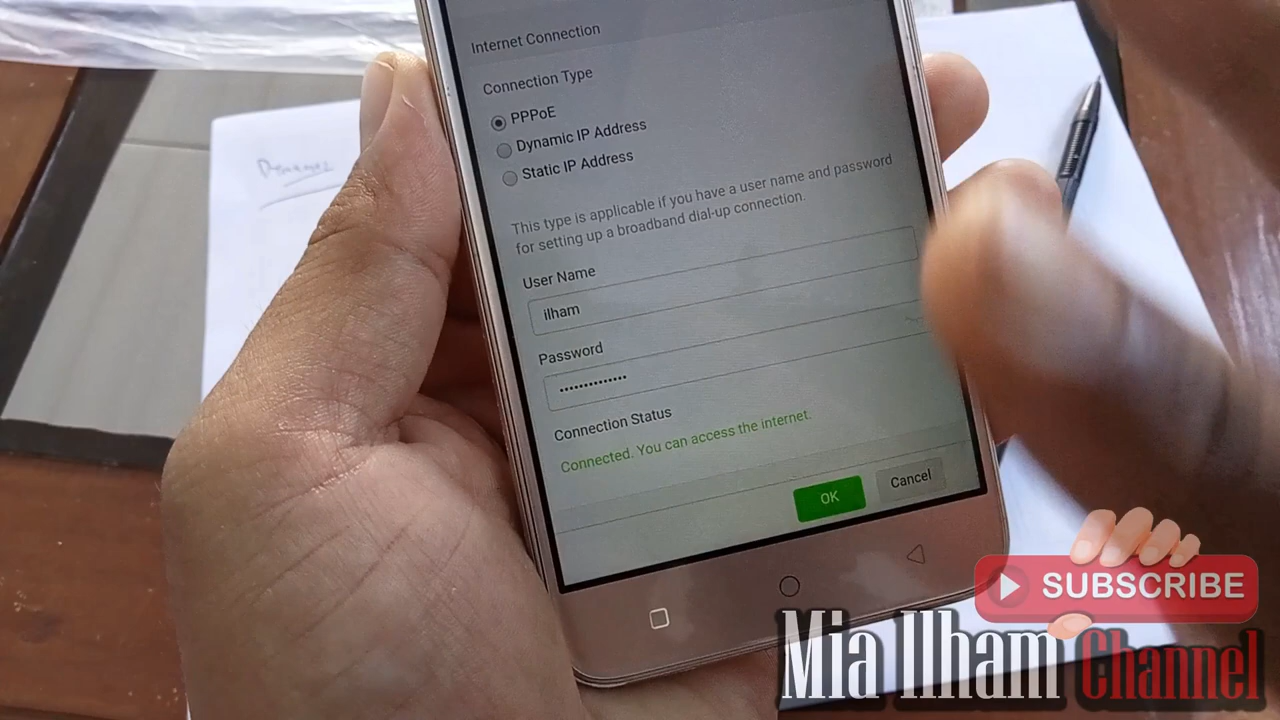 Internet Connection
Connection Type
PPPoE
Dynamic IP Address
Static IP Address
This type is applicable if you have a user name and password
for setting up a broadband dial-up connection.
User Name
ilham
Password
••••••••••••••
Connection Status
Connected. You can access the internet.
OK
Cancel
SUBSCRIBE
Mia Ilham Channel